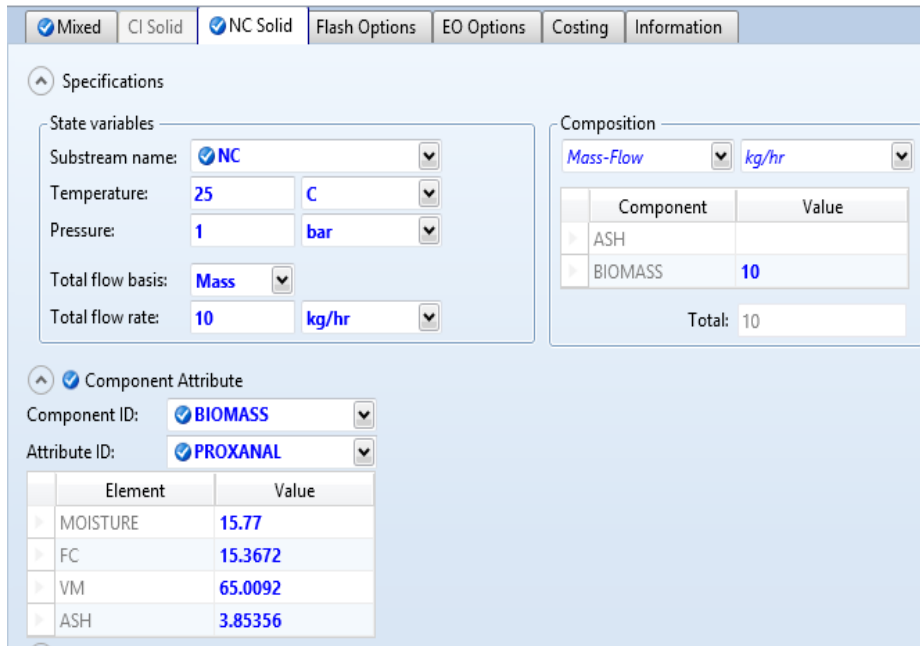 Mixed CI Solid NC Solid Flash Options EO Options Costing Information
Specifications
State variables
Substream name: NC
Temperature: 25 C
Pressure: 1 bar
Total flow basis: Mass
Total flow rate: 10 kg/hr
Composition
Mass-Flow kg/hr
Component Value
ASH
BIOMASS 10
Total: 10
Component Attribute
Component ID: BIOMASS
Attribute ID: PROXANAL
Element Value
MOISTURE 15.77
FC 15.3672
VM 65.0092
ASH 3.85356